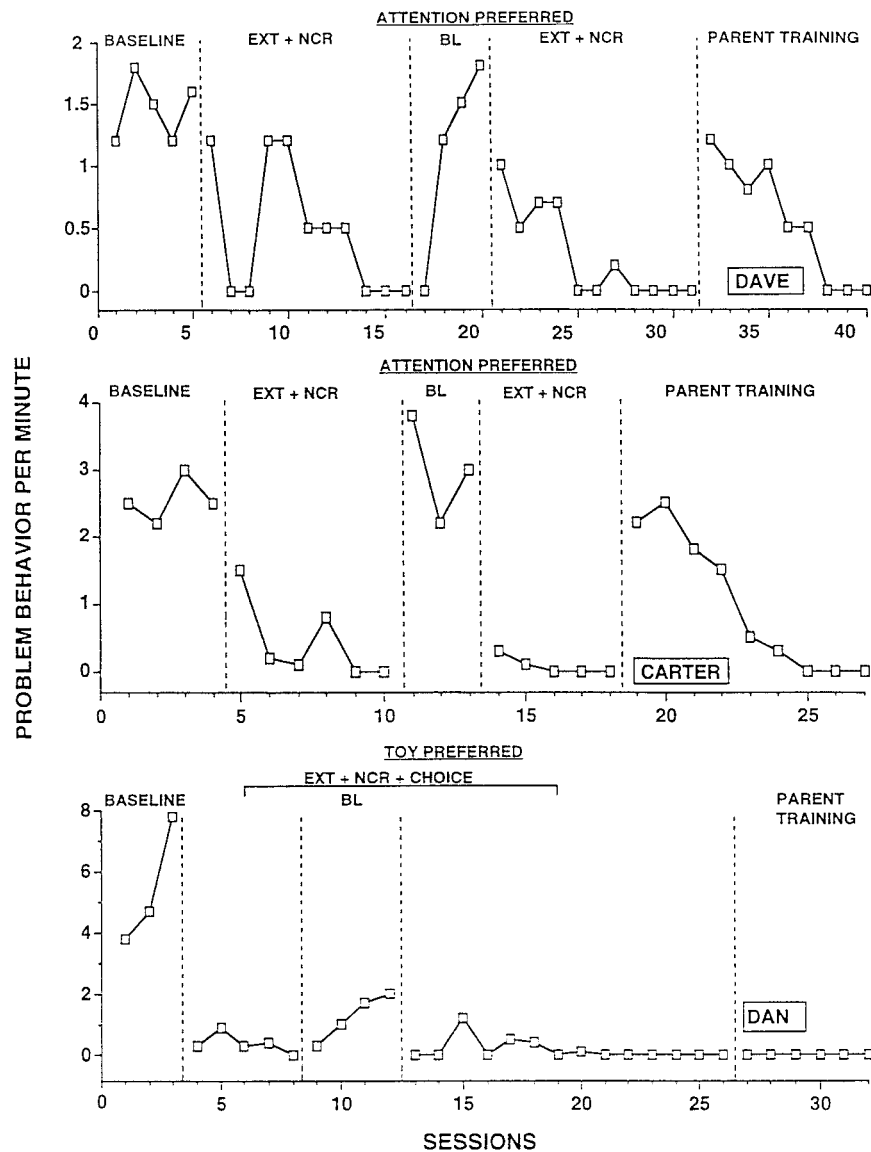 ATTENTION PREFERRED
BASELINE EXT + NCR BL EXT + NCR PARENT TRAINING
2
1.5
1
0.5
0
DAVE
0 5 10 15 20 25 30 35 40
ATTENTION PREFERRED
BASELINE EXT + NCR BL EXT + NCR PARENT TRAINING
4
3
2
1
0
CARTER
0 5 10 15 20 25
PROBLEM BEHAVIOR PER MINUTE
TOY PREFERRED
EXT + NCR + CHOICE
BASELINE BL PARENT
TRAINING
8
6
4
2
0
DAN
0 5 10 15 20 25 30
SESSIONS